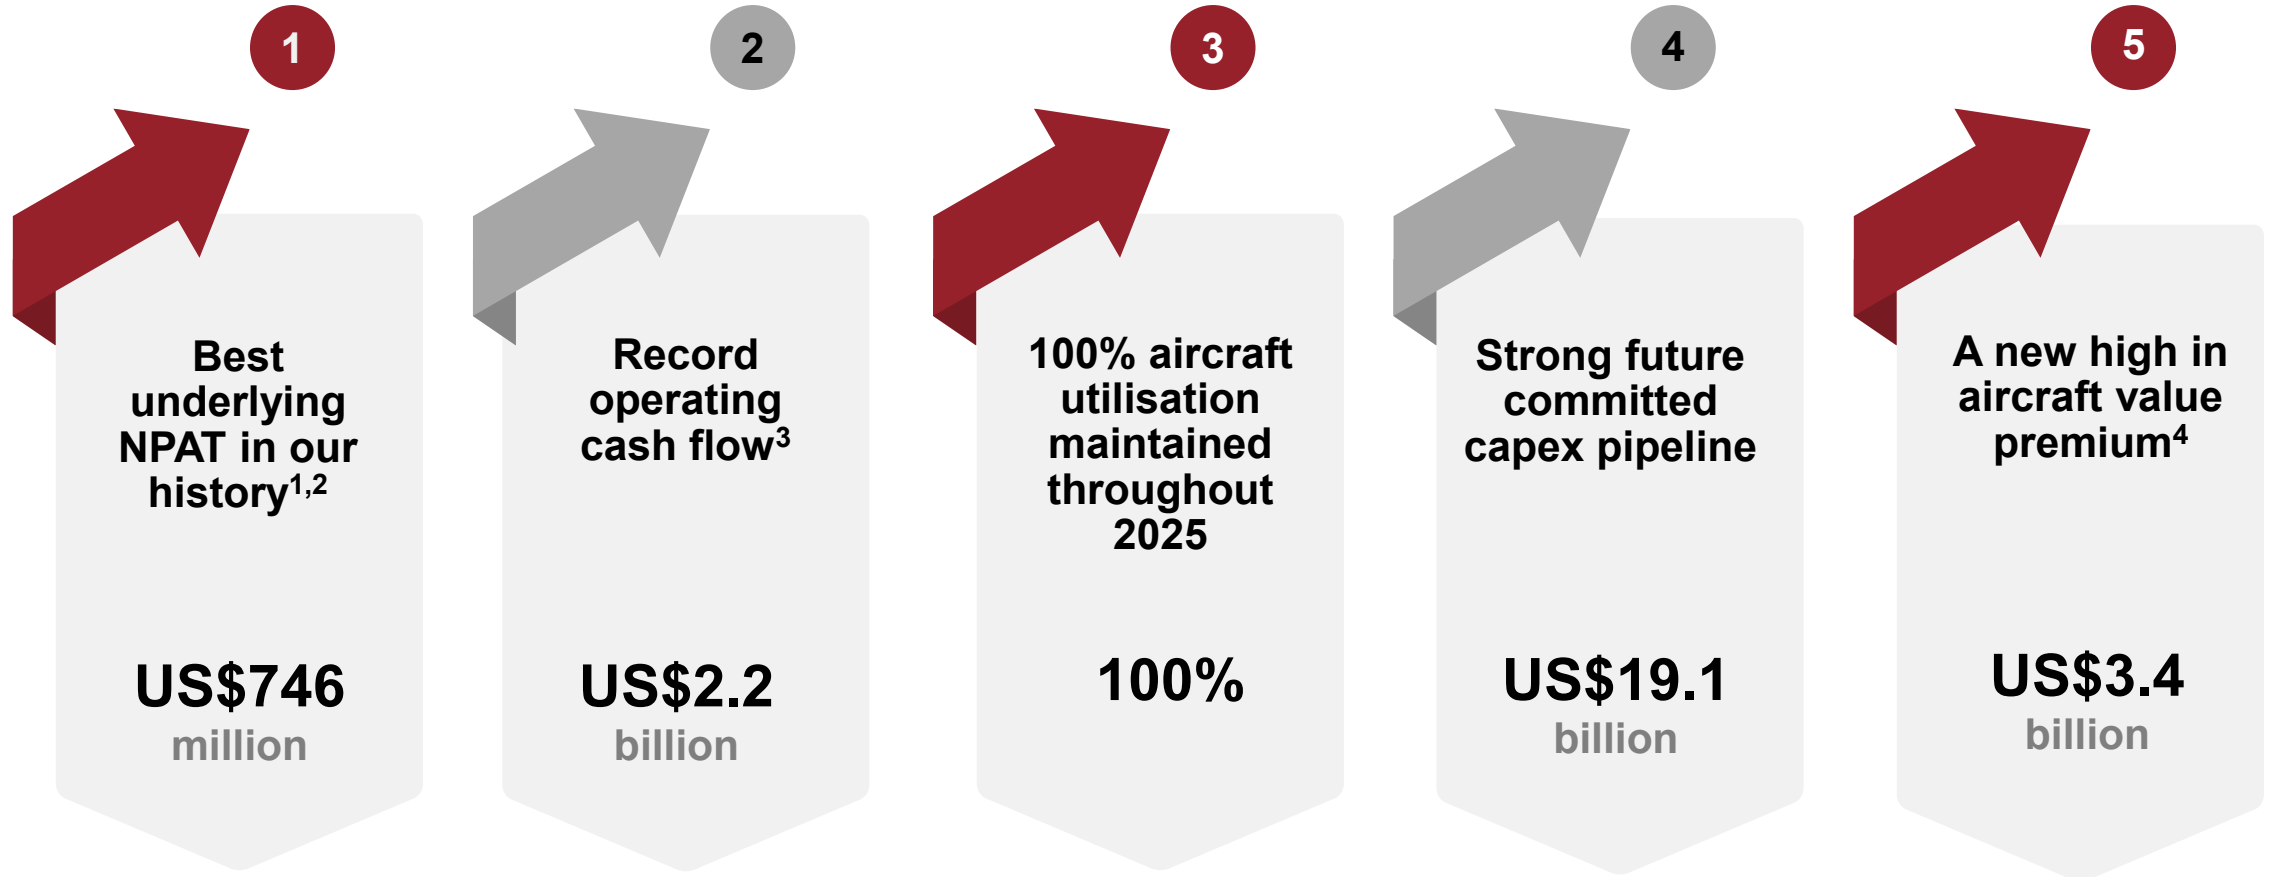 1
Best
underlying
NPAT in our
history1,2
US$746
million
2
Record
operating
cash flow3
US$2.2
billion
3
100% aircraft
utilisation
maintained
throughout
2025
100%
4
Strong future
committed
capex pipeline
US$19.1
billion
5
A new high in
aircraft value
premium4
US$3.4
billion